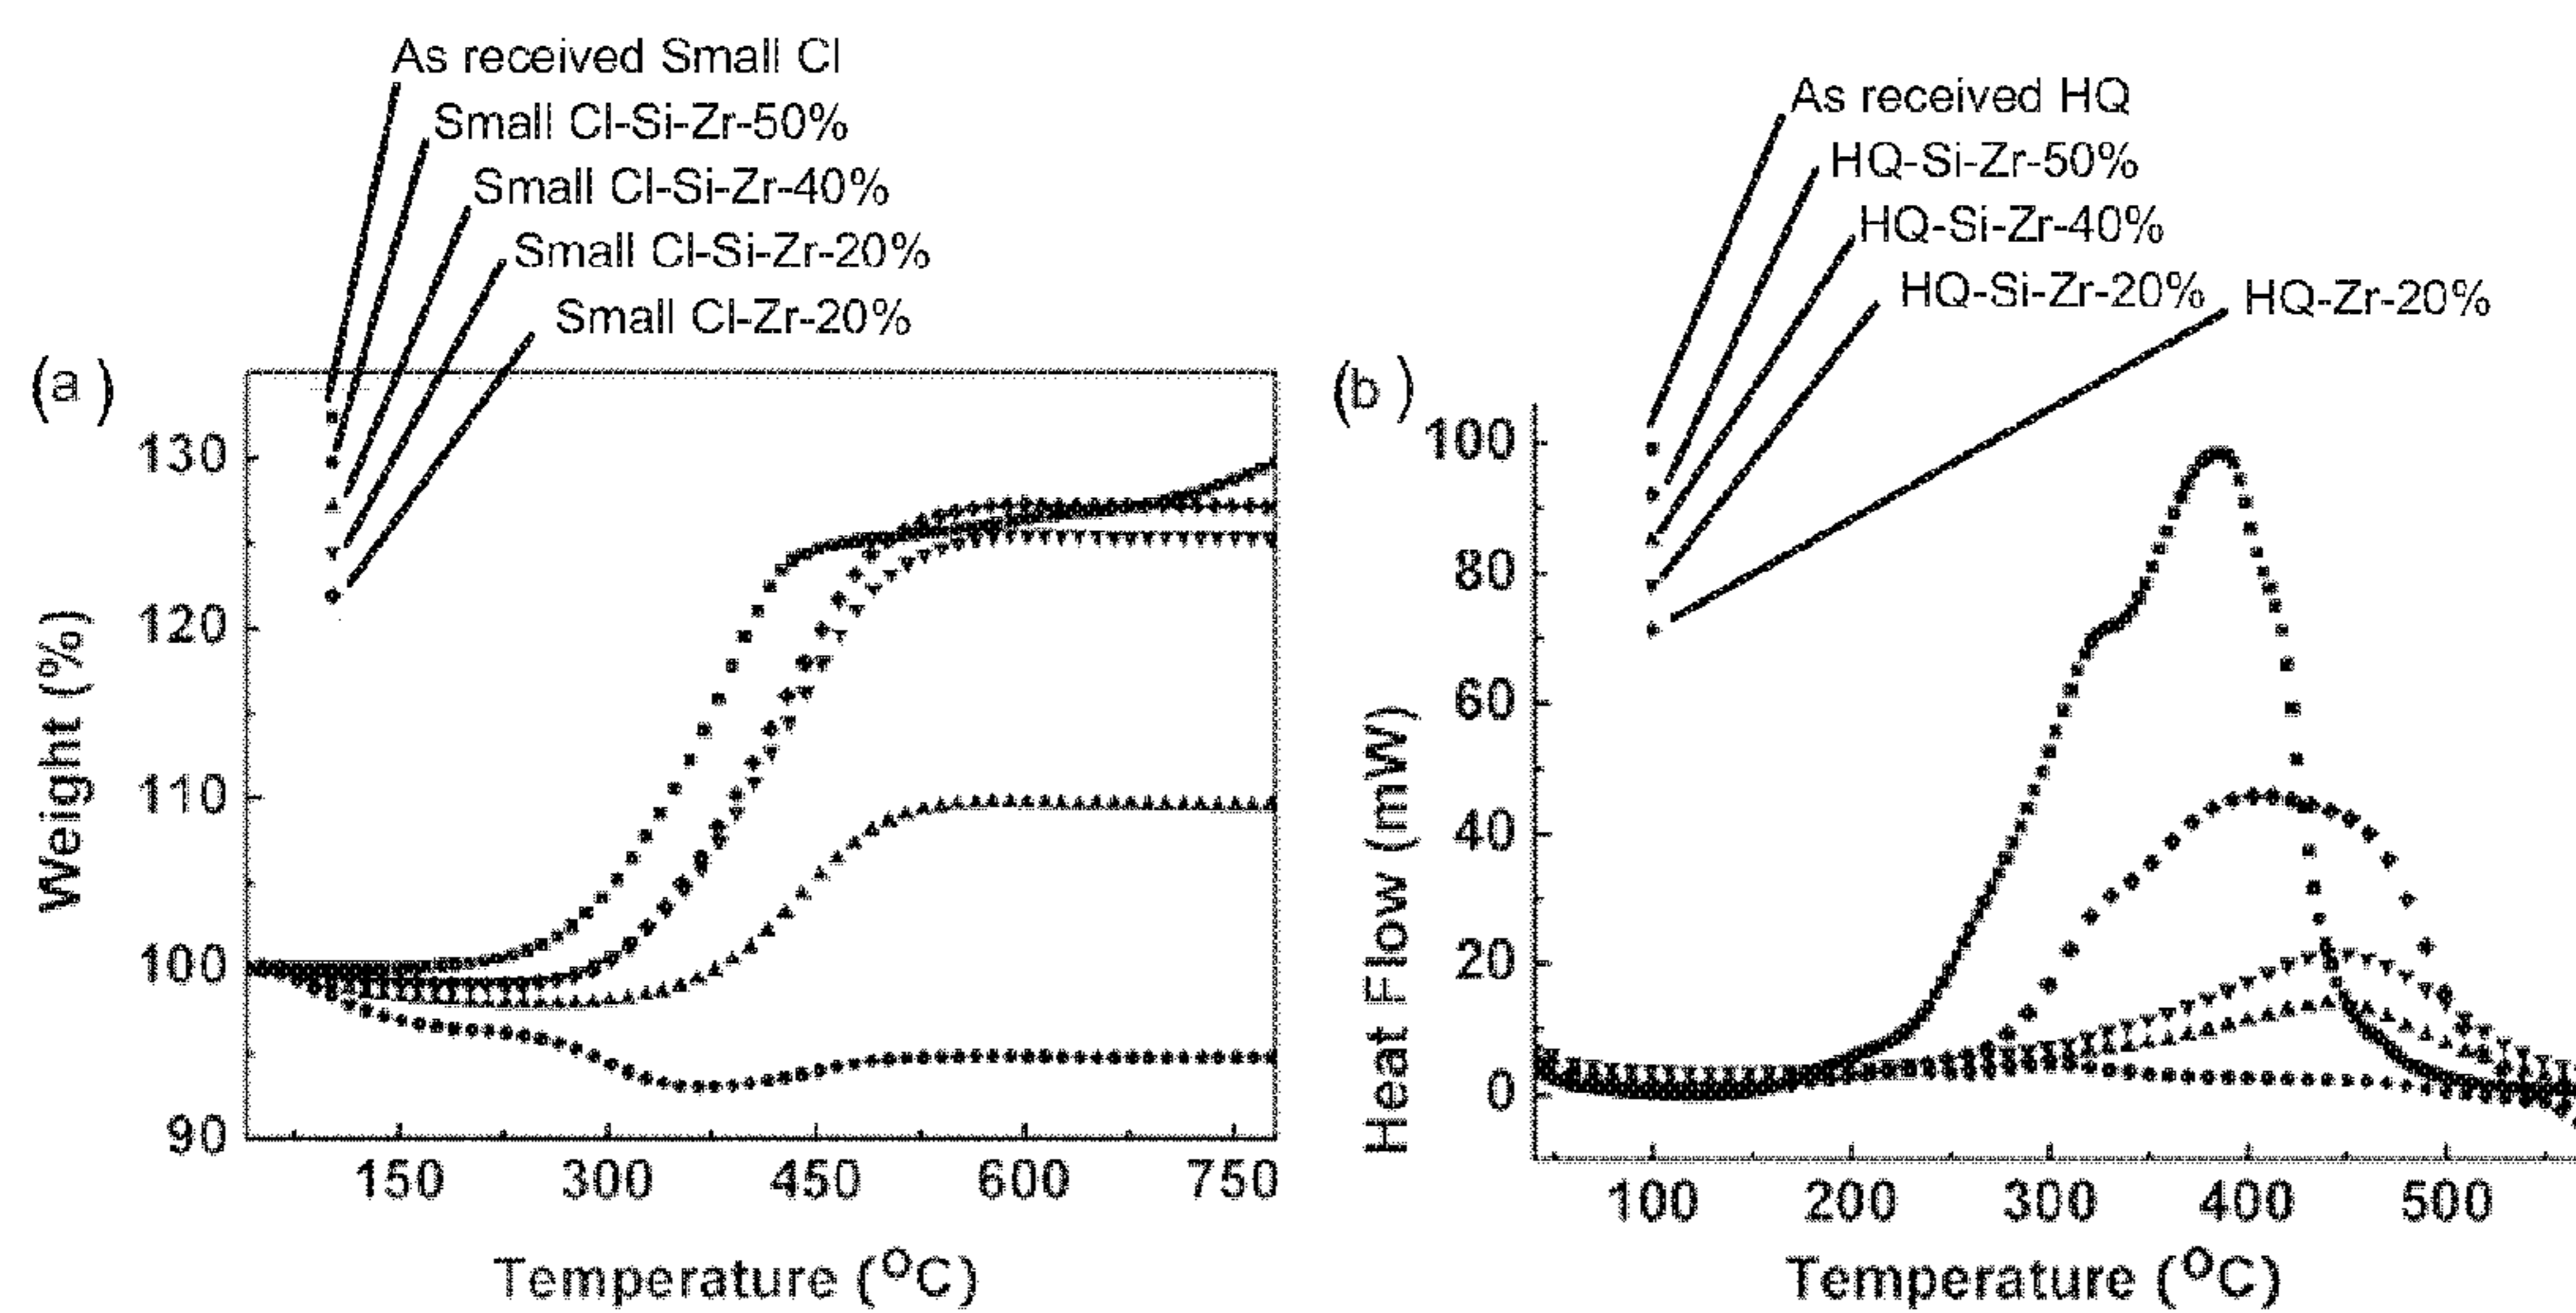 As received Small Cl
Small Cl-Si-Zr-50%
Small Cl-Si-Zr-40%
Small Cl-Si-Zr-20%
Small Cl-Zr-20%
(a)
130
120
110
100
90
Weight (%)
150 300 450 600 750
Temperature (°C)
As received HQ
HQ-Si-Zr-50%
HQ-Si-Zr-40%
HQ-Si-Zr-20%
HQ-Zr-20%
(b)
100
80
60
40
20
0
Heat Flow (mW)
100 200 300 400 500
Temperature (°C)